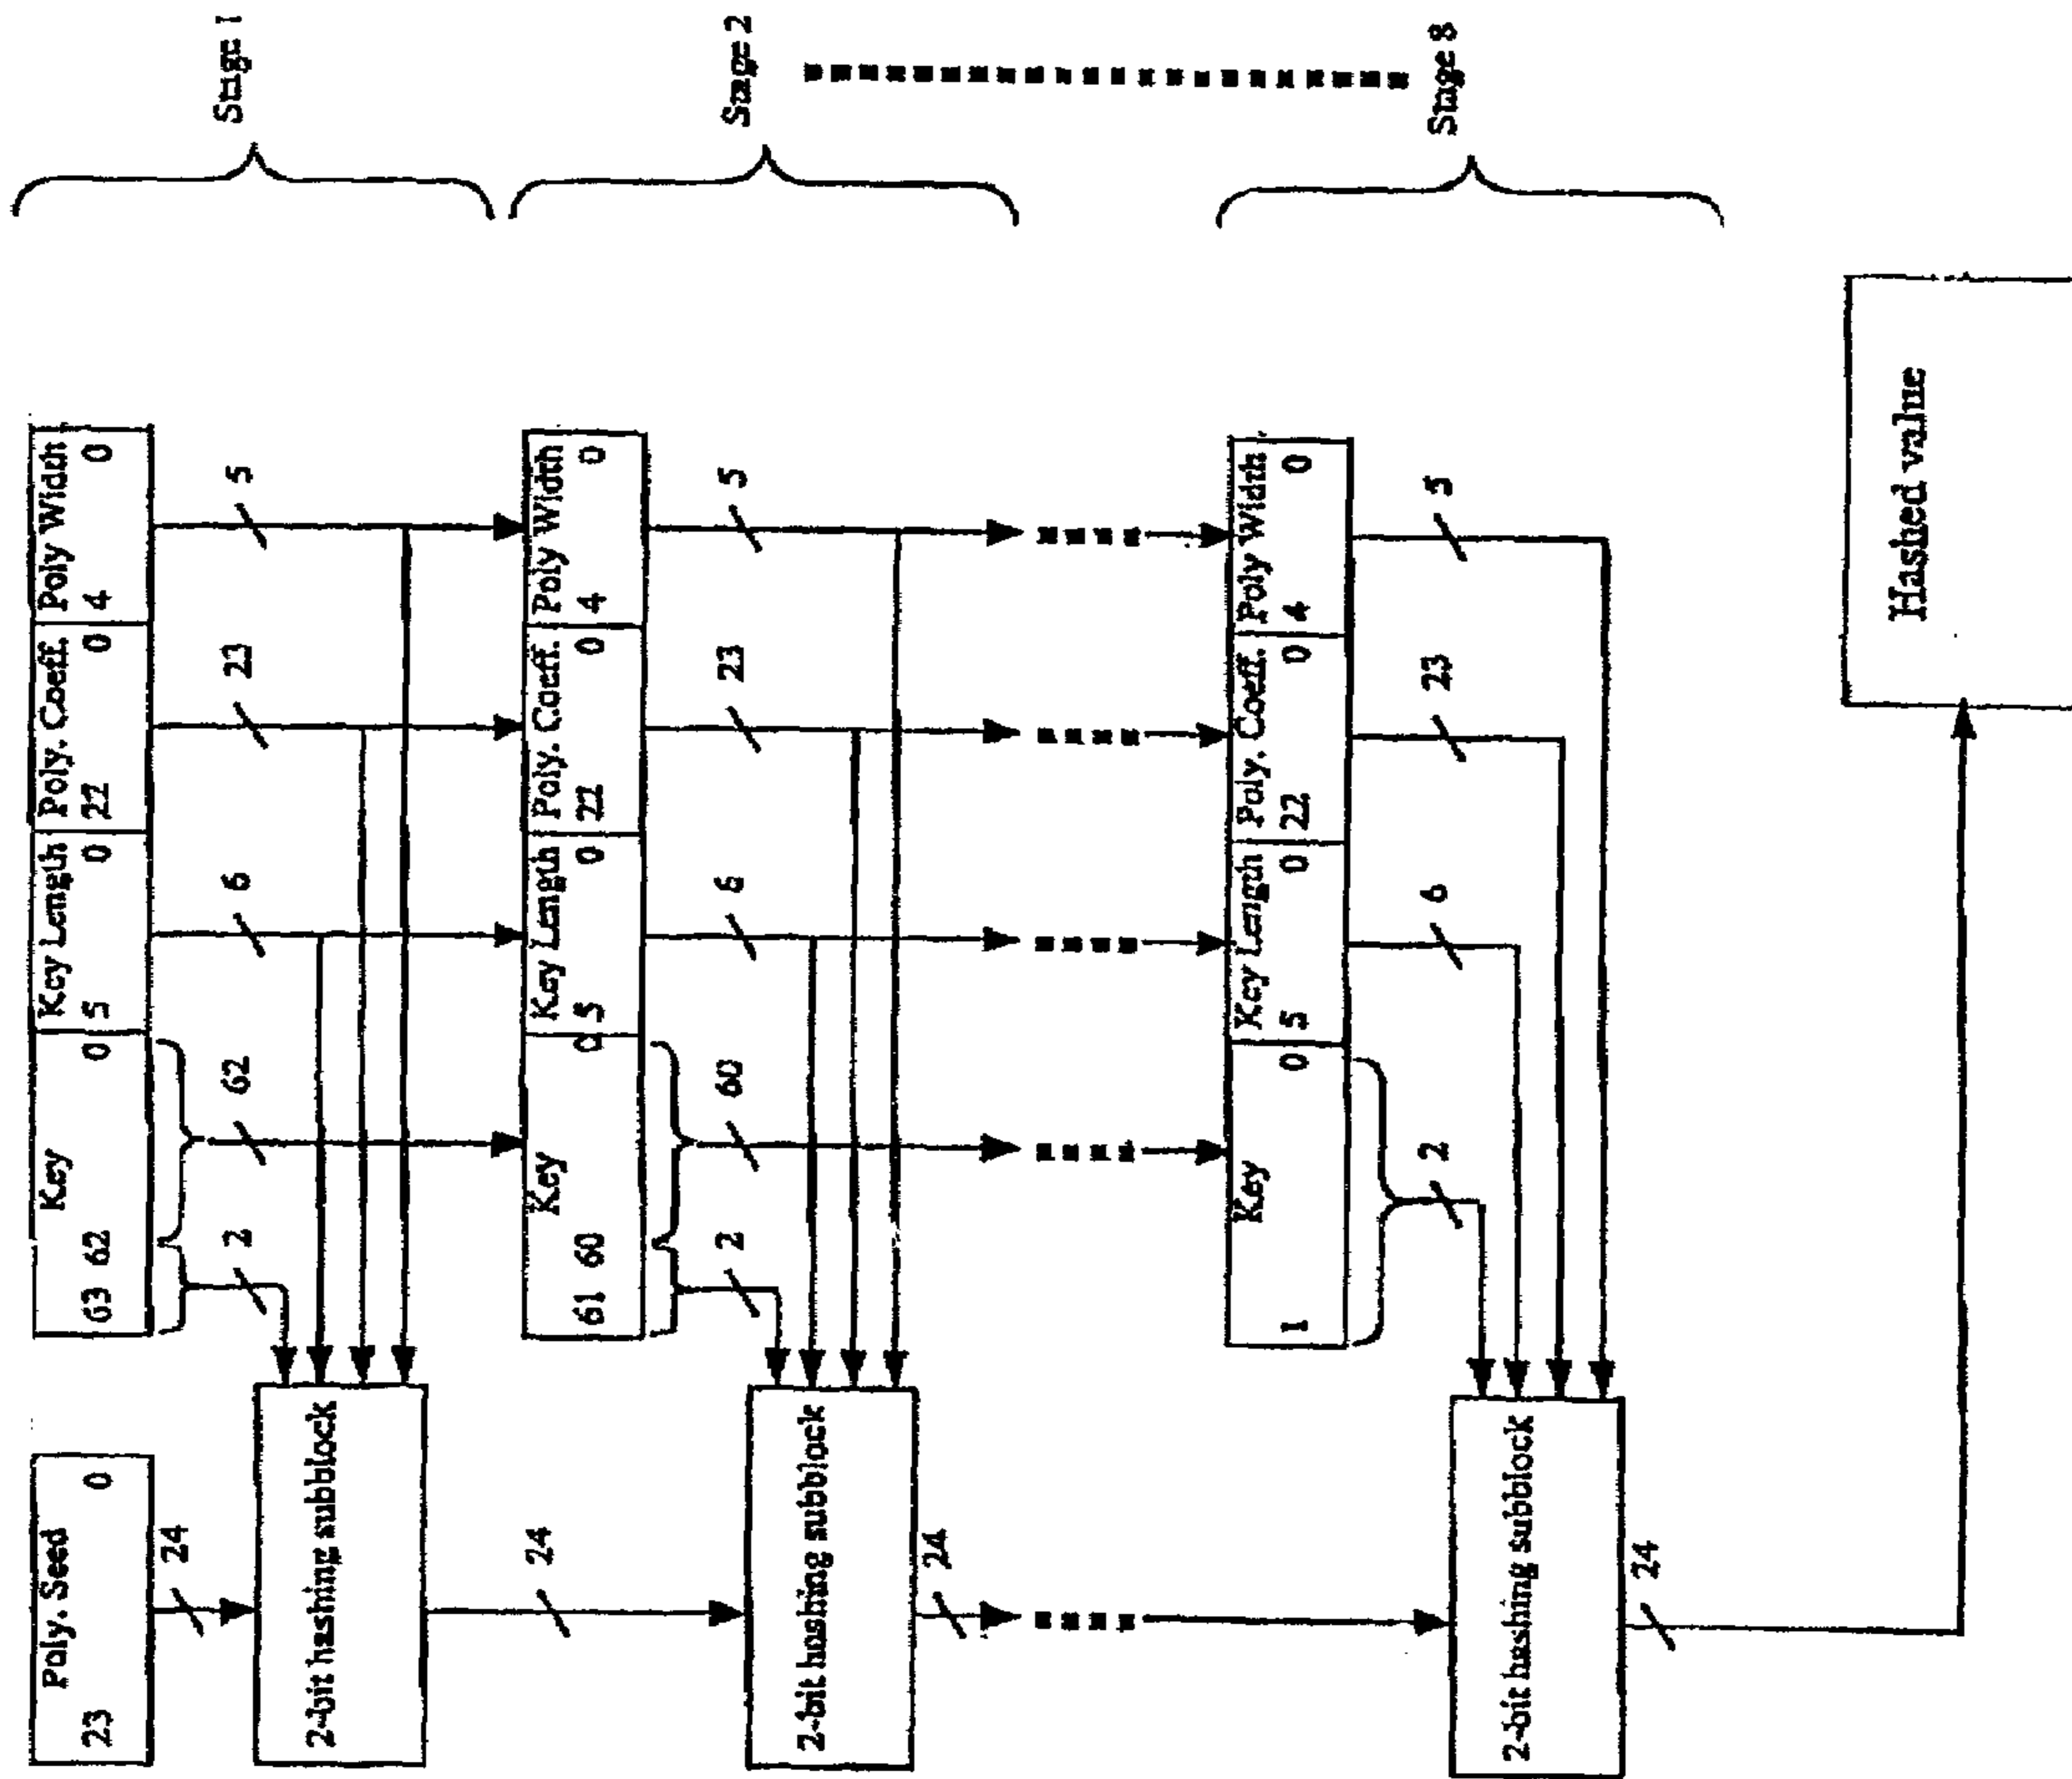 Poly. Seed
23 0
Key
63 62 0
Key Length
5 0
Poly. Coeff.
22 0
Poly Width
4 0
Stage 1
24
2
62
6
23
5
2-bit hashing subblock
24
Key
61 60 0
Key Length
5 0
Poly. Coeff.
22 0
Poly Width
4 0
Stage 2
2
60
6
23
5
2-bit hashing subblock
24
Key
1 0
Key Length
5 0
Poly. Coeff.
22 0
Poly Width
4 0
Stage 8
2
6
23
5
2-bit hashing subblock
24
Hashed value